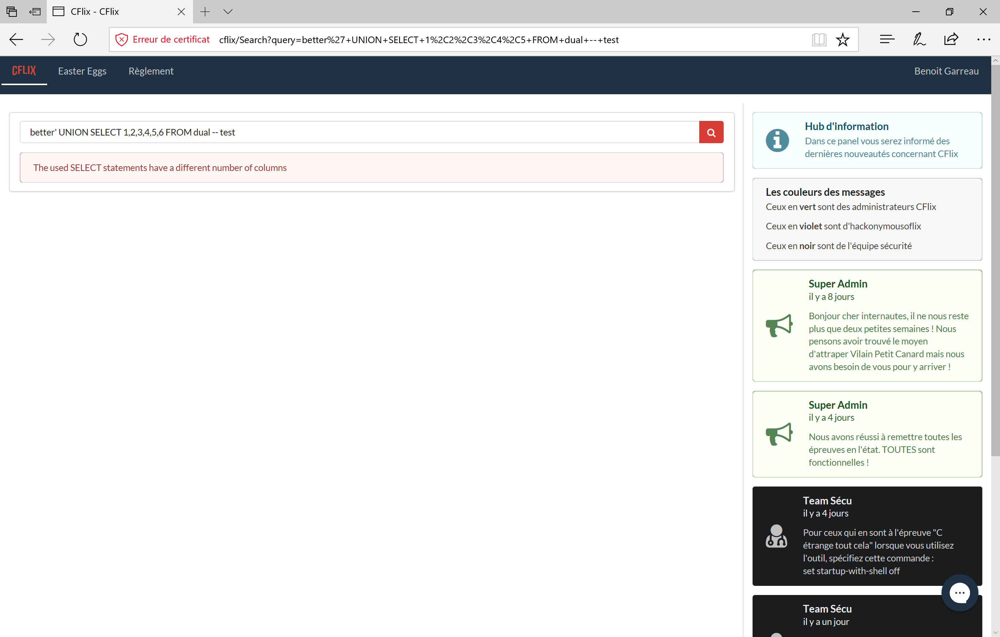 CFlix - CFlix
Erreur de certificat cflix/Search?query=better%27+UNION+SELECT+1%2C2%2C3%2C4%2C5+FROM+dual+--+test
CFLIX Easter Eggs Règlement Benoit Garreau
better' UNION SELECT 1,2,3,4,5,6 FROM dual -- test
The used SELECT statements have a different number of columns
Hub d'information
Dans ce panel vous serez informé des
dernières nouveautés concernant CFlix
Les couleurs des messages
Ceux en vert sont des administrateurs CFlix
Ceux en violet sont d'hackonymousoflix
Ceux en noir sont de l'équipe sécurité
Super Admin
il y a 8 jours
Bonjour cher internautes, il ne nous reste
plus que deux petites semaines ! Nous
pensons avoir trouvé le moyen
d'attraper Vilain Petit Canard mais nous
avons besoin de vous pour y arriver !
Super Admin
il y a 4 jours
Nous avons réussi à remettre toutes les
épreuves en l'état. TOUTES sont
fonctionnelles !
Team Sécu
il y a 4 jours
Pour ceux qui en sont à l'épreuve "C
étrange tout cela" lorsque vous utilisez
l'outil, spécifiez cette commande :
set startup-with-shell off
Team Sécu
il y a un jour